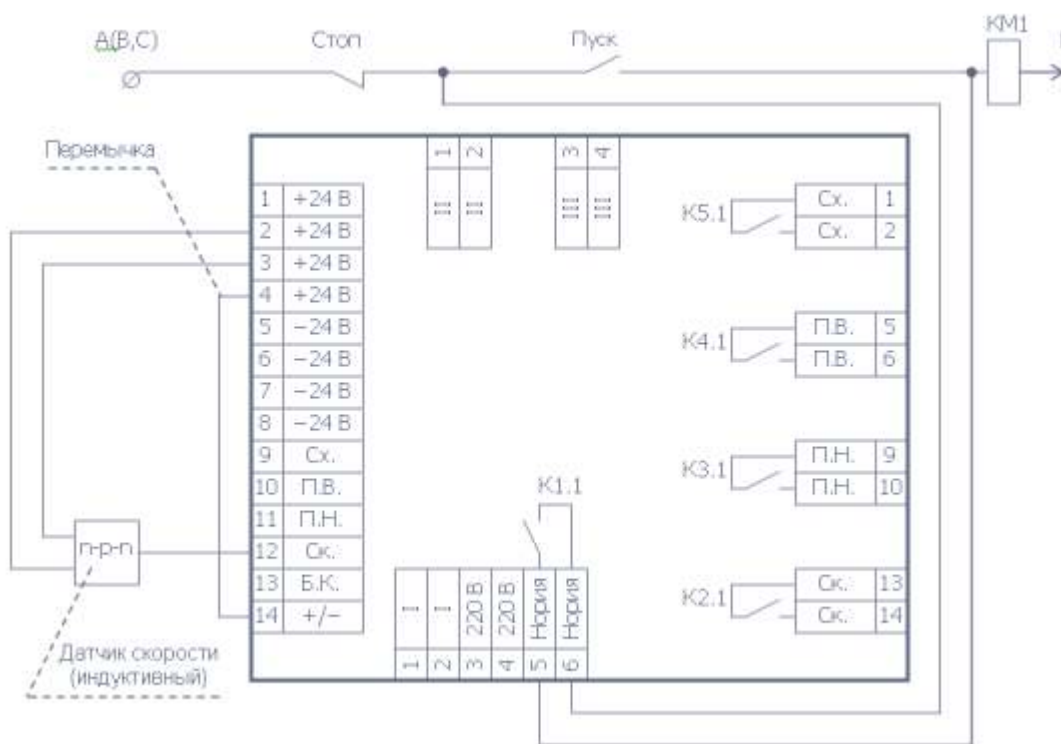 А(В,С)
Стоп
Пуск
КМ1
Перемычка
1 +24 В
2 +24 В
3 +24 В
4 +24 В
5 −24 В
6 −24 В
7 −24 В
8 −24 В
9 Сх.
10 П.В.
11 П.Н.
12 Ск.
13 Б.К.
14 +/−
1 II
2 II
3 III
4 III
К5.1
Сх. 1
Сх. 2
К4.1
П.В. 5
П.В. 6
К3.1
П.Н. 9
П.Н. 10
К2.1
Ск. 13
Ск. 14
К1.1
1 I
2 I
3 220 В
4 220 В
5 Нория
6 Нория
n-p-n
Датчик скорости
(индуктивный)